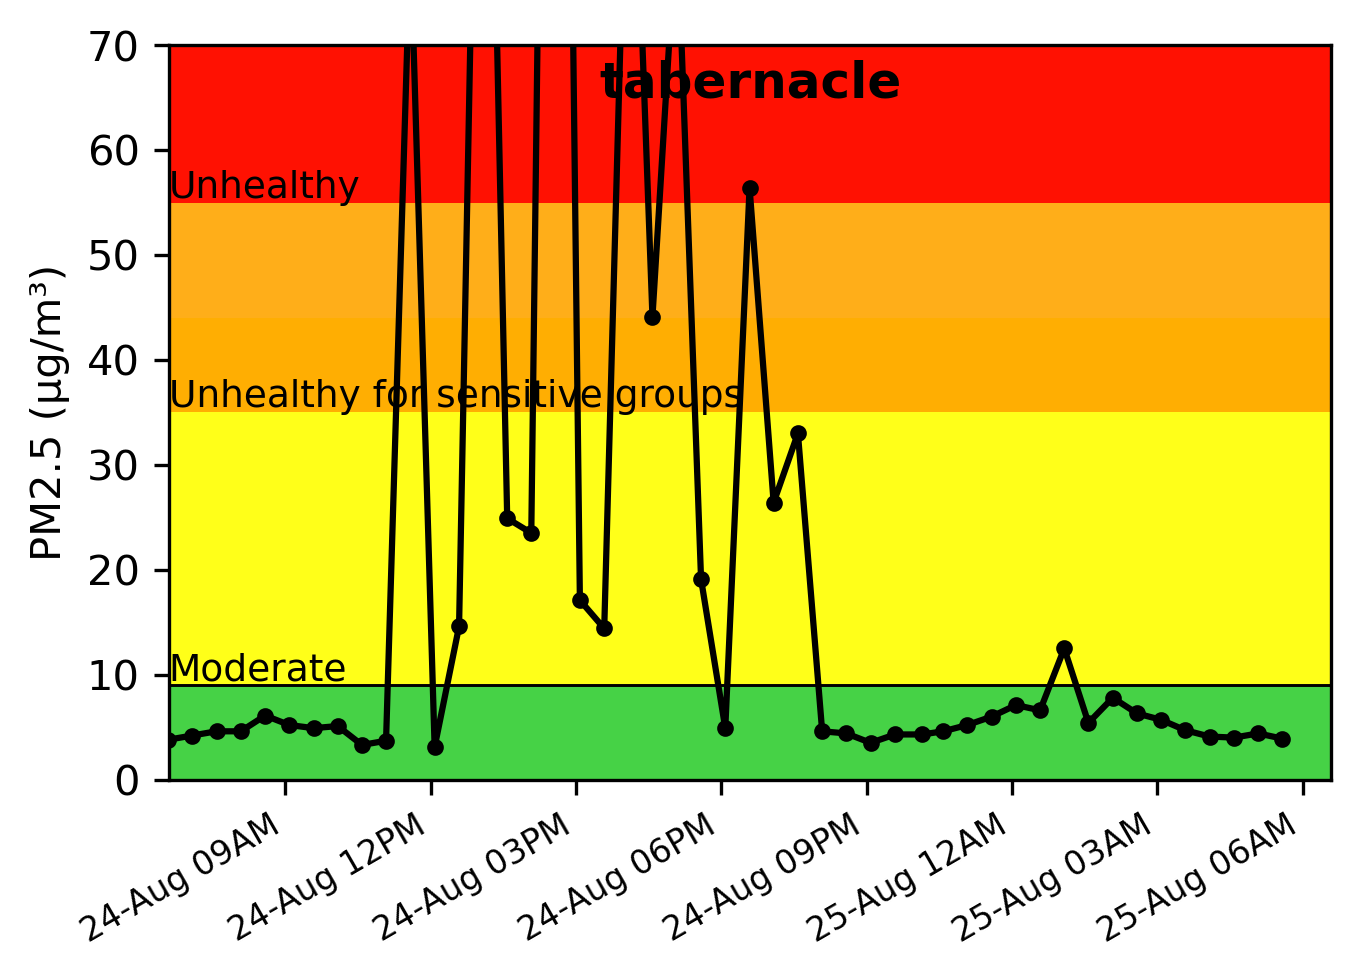 tabernacle
PM2.5 (µg/m³)
70
60
50
40
30
20
10
0
Unhealthy
Unhealthy for sensitive groups
Moderate
24-Aug 09AM
24-Aug 12PM
24-Aug 03PM
24-Aug 06PM
24-Aug 09PM
25-Aug 12AM
25-Aug 03AM
25-Aug 06AM